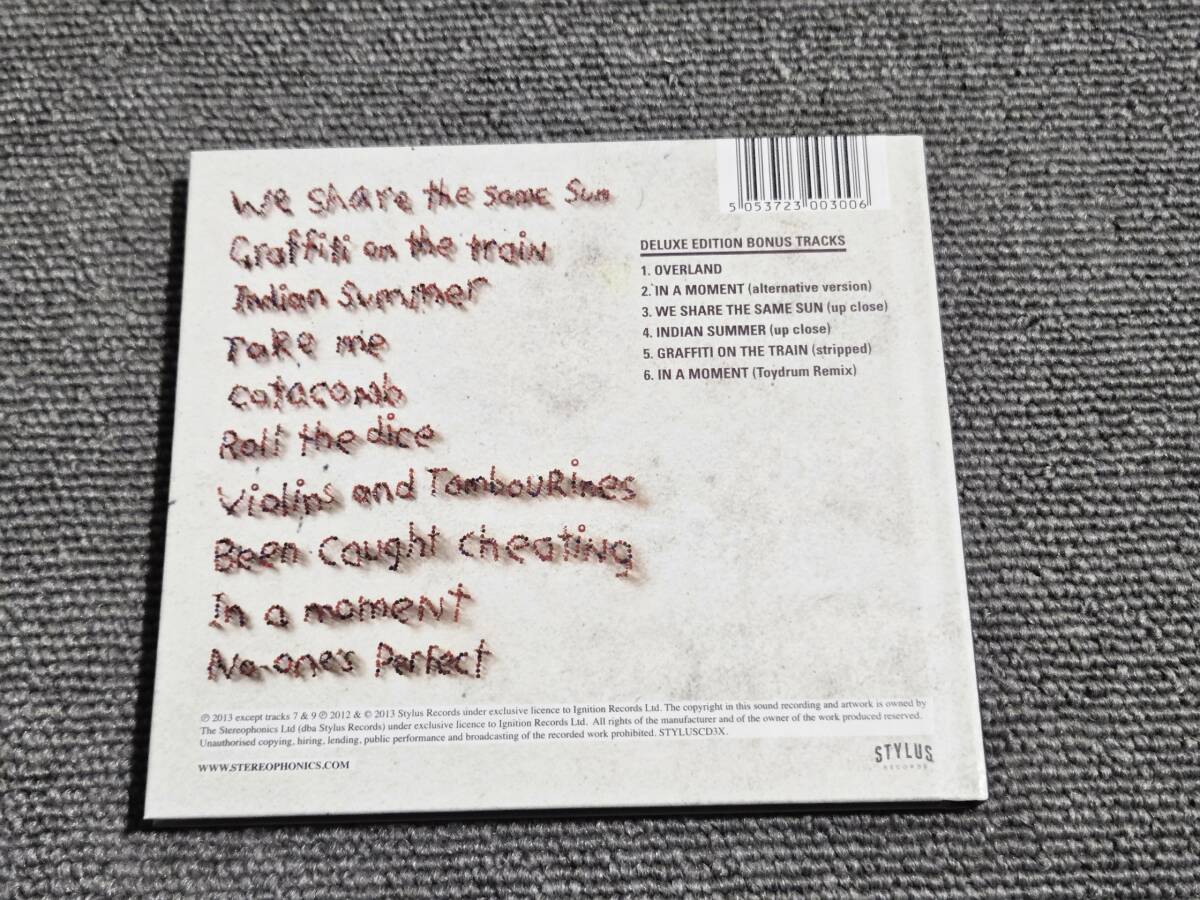 We share the same Sun
Graffiti on the train
Indian Summer
Take me
Catacomb
Roll the dice
Violins and TambouRines
Been Caught cheating
In a moment
No-one's Perfect
5 053723 003006
DELUXE EDITION BONUS TRACKS
1. OVERLAND
2. IN A MOMENT (alternative version)
3. WE SHARE THE SAME SUN (up close)
4. INDIAN SUMMER (up close)
5. GRAFFITI ON THE TRAIN (stripped)
6. IN A MOMENT (Toydrum Remix)
℗ 2013 except tracks 7 & 9 ℗ 2012 & © 2013 Stylus Records under exclusive licence to Ignition Records Ltd. The copyright in this sound recording and artwork is owned by
The Stereophonics Ltd (dba Stylus Records) under exclusive licence to Ignition Records Ltd. All rights of the manufacturer and of the owner of the work produced reserved.
Unauthorised copying, hiring, lending, public performance and broadcasting of the recorded work prohibited. STYLUSCD3X.
WWW.STEREOPHONICS.COM
STYLUS
RECORDS